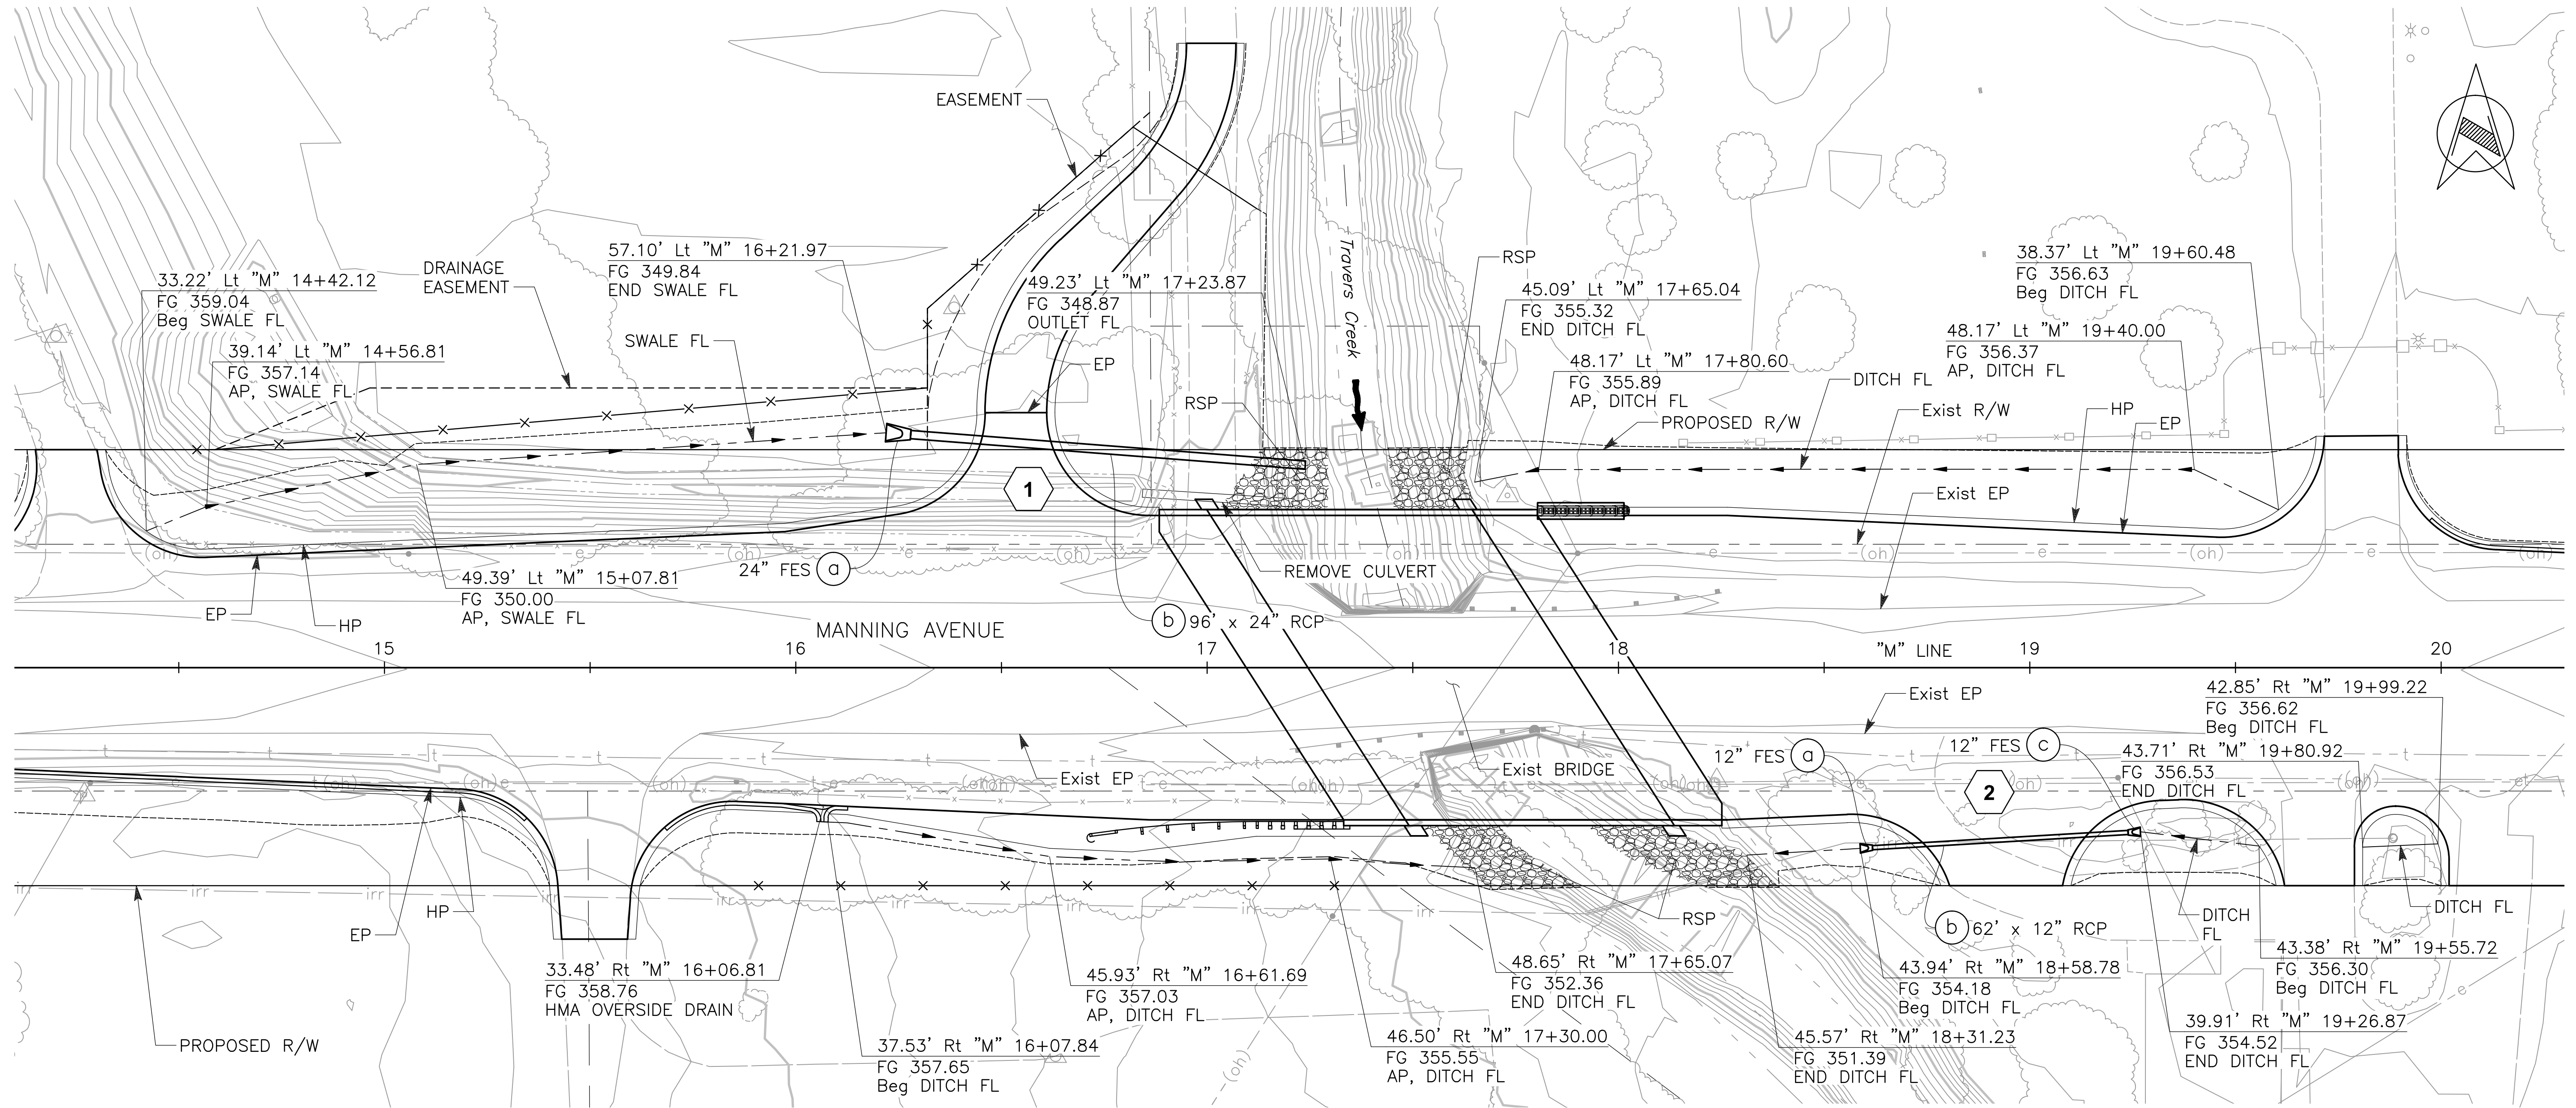 EASEMENT
57.10' Lt "M" 16+21.97
FG 349.84
END SWALE FL
33.22' Lt "M" 14+42.12
FG 359.04
Beg SWALE FL
DRAINAGE
EASEMENT
39.14' Lt "M" 14+56.81
FG 357.14
AP, SWALE FL
SWALE FL
49.23' Lt "M" 17+23.87
FG 348.87
OUTLET FL
EP
RSP
Travers Creek
RSP
45.09' Lt "M" 17+65.04
FG 355.32
END DITCH FL
48.17' Lt "M" 17+80.60
FG 355.89
AP, DITCH FL
38.37' Lt "M" 19+60.48
FG 356.63
Beg DITCH FL
48.17' Lt "M" 19+40.00
FG 356.37
AP, DITCH FL
DITCH FL
Exist R/W
PROPOSED R/W
HP
EP
Exist EP
1
24" FES a
49.39' Lt "M" 15+07.81
FG 350.00
AP, SWALE FL
EP
HP
REMOVE CULVERT
b 96' x 24" RCP
MANNING AVENUE
15
16
17
18
"M" LINE
19
20
Exist EP
42.85' Rt "M" 19+99.22
FG 356.62
Beg DITCH FL
12" FES c
43.71' Rt "M" 19+80.92
FG 356.53
END DITCH FL
12" FES a
2
Exist EP
Exist BRIDGE
HP
EP
RSP
b 62' x 12" RCP
DITCH
FL
DITCH FL
33.48' Rt "M" 16+06.81
FG 358.76
HMA OVERSIDE DRAIN
45.93' Rt "M" 16+61.69
FG 357.03
AP, DITCH FL
48.65' Rt "M" 17+65.07
FG 352.36
END DITCH FL
43.94' Rt "M" 18+58.78
FG 354.18
Beg DITCH FL
43.38' Rt "M" 19+55.72
FG 356.30
Beg DITCH FL
PROPOSED R/W
37.53' Rt "M" 16+07.84
FG 357.65
Beg DITCH FL
46.50' Rt "M" 17+30.00
FG 355.55
AP, DITCH FL
45.57' Rt "M" 18+31.23
FG 351.39
END DITCH FL
39.91' Rt "M" 19+26.87
FG 354.52
END DITCH FL